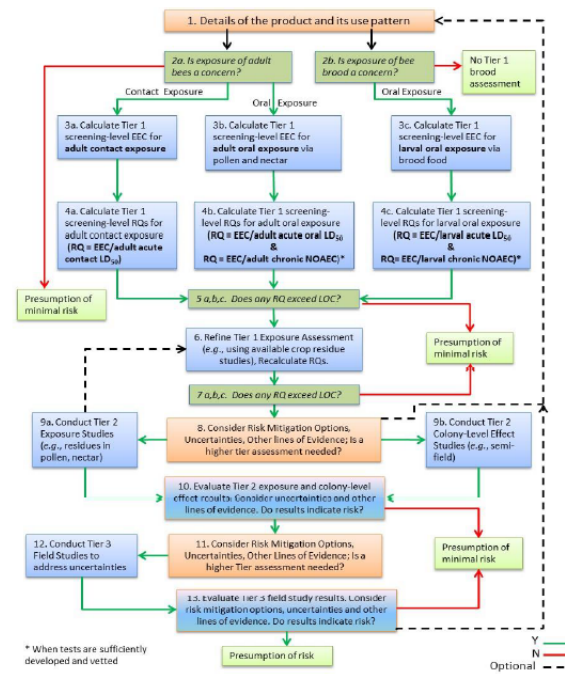 1. Details of the product and its use pattern
2a. Is exposure of adult
bees a concern?
2b. Is exposure of bee
brood a concern?
No Tier 1
brood
assessment
Contact Exposure
Oral Exposure
Oral Exposure
3a. Calculate Tier 1
screening-level EEC for
adult contact exposure
3b. Calculate Tier 1
screening-level EEC for
adult oral exposure via
pollen and nectar
3c. Calculate Tier 1
screening-level EEC for
larval oral exposure via
brood food
4a. Calculate Tier 1
screening-level RQs for
adult contact exposure
(RQ = EEC/adult acute
contact LD50)
4b. Calculate Tier 1 screening-
level RQs for adult oral exposure
(RQ = EEC/adult acute oral LD50
&
RQ = EEC/adult chronic NOAEC)*
4c. Calculate Tier 1 screening-
level RQs for larval oral exposure
(RQ = EEC/larval acute LD50
&
RQ= EEC/larval chronic NOAEC)*
Presumption of
minimal risk
5 a,b,c. Does any RQ exceed LOC?
6. Refine Tier 1 Exposure Assessment
(e.g., using available crop residue
studies), Recalculate RQs.
Presumption of
minimal risk
7 a,b,c. Does any RQ exceed LOC?
9a. Conduct Tier 2
Exposure Studies
(e.g., residues in
pollen, nectar)
8. Consider Risk Mitigation Options,
Uncertainties, Other lines of Evidence; Is a
higher tier assessment needed?
9b. Conduct Tier 2
Colony-Level Effect
Studies (e.g., semi-
field)
10. Evaluate Tier 2 exposure and colony-level
effect results. Consider uncertainties and other
lines of evidence. Do results indicate risk?
12. Conduct Tier 3
Field Studies to
address uncertainties
11. Consider Risk Mitigation Options,
Uncertainties, Other Lines of Evidence; Is a
higher Tier assessment needed?
Presumption of
minimal risk
13. Evaluate Tier 3 field study results. Consider
risk mitigation options, uncertainties and other
lines of evidence. Do results indicate risk?
* When tests are sufficiently
developed and vetted
Presumption of risk
Y
N
Optional